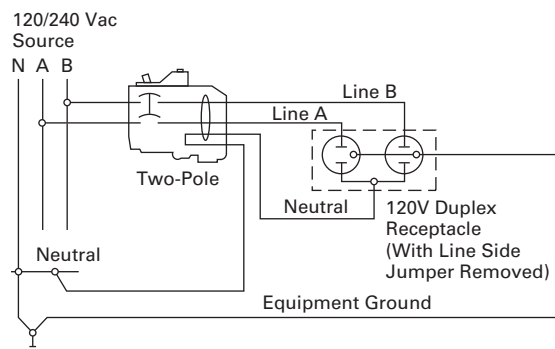 120/240 Vac
Source
N A B
Line B
Line A
Two-Pole
Neutral
120V Duplex
Receptacle
(With Line Side
Jumper Removed)
Neutral
Equipment Ground